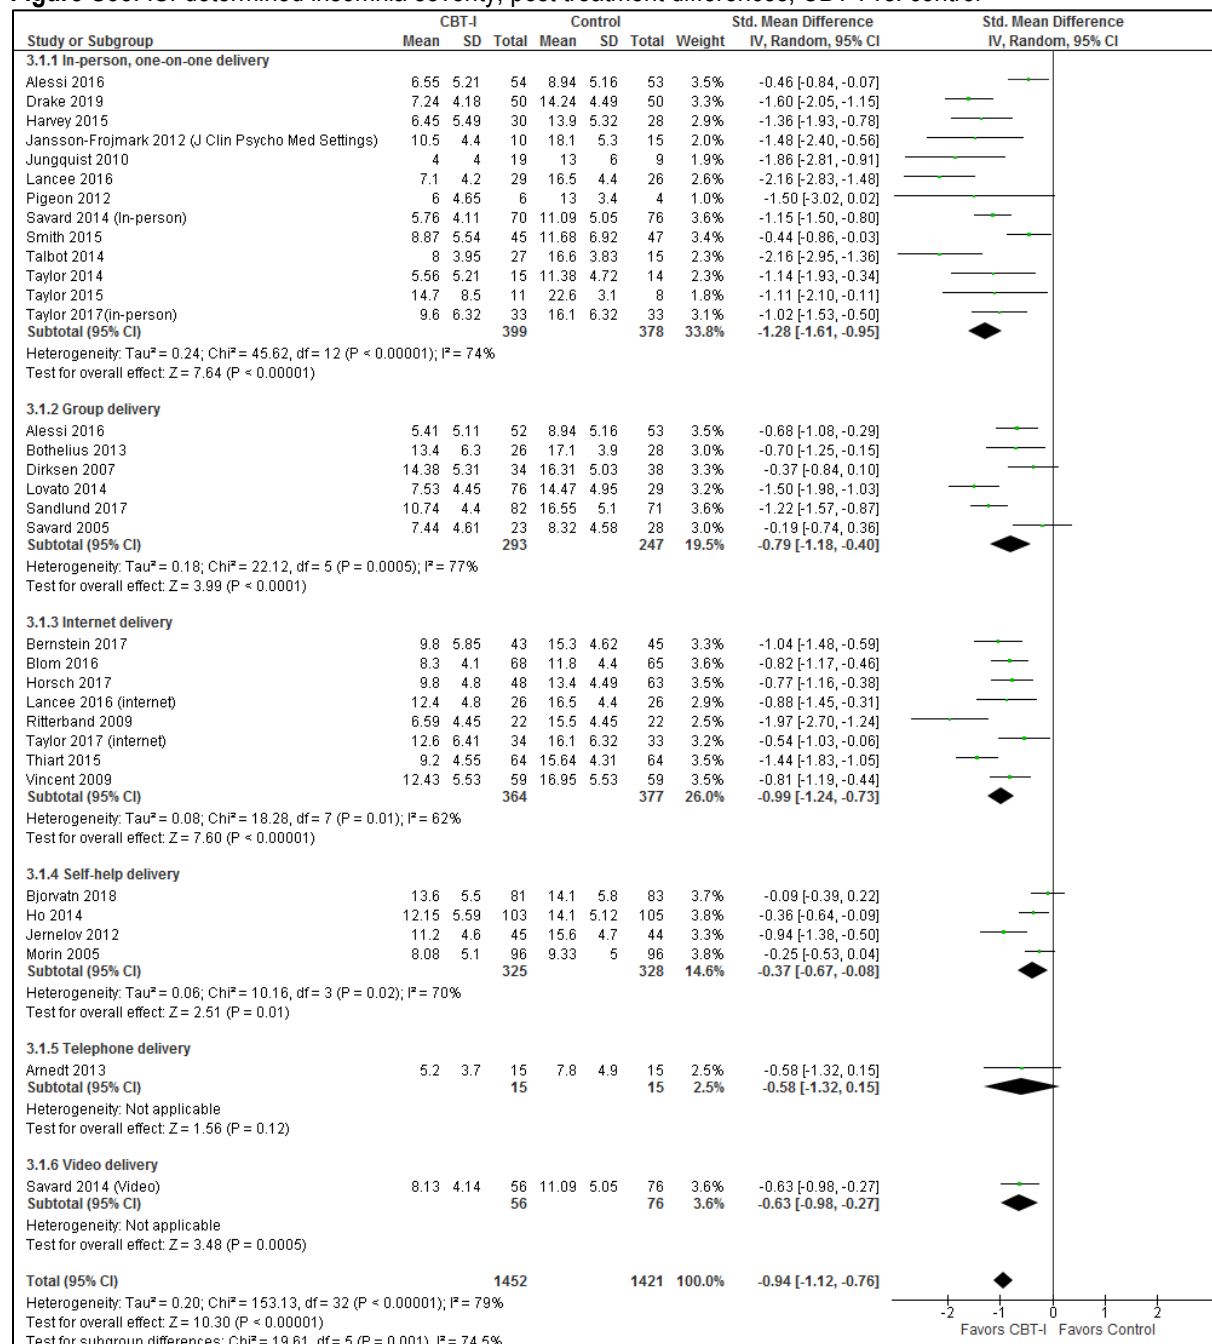 CBT-I Control Std. Mean Difference Std. Mean Difference
Study or Subgroup Mean SD Total Mean SD Total Weight IV, Random, 95% CI IV, Random, 95% CI
3.1.1 In-person, one-on-one delivery
Alessi 2016 6.55 5.21 54 8.94 5.16 53 3.5% -0.46 [-0.84, -0.07]
Drake 2019 7.24 4.18 50 14.24 4.49 50 3.3% -1.60 [-2.05, -1.15]
Harvey 2015 6.45 5.49 30 13.9 5.32 28 2.9% -1.36 [-1.93, -0.78]
Jansson-Frojmark 2012 (J Clin Psycho Med Settings) 10.5 4.4 10 18.1 5.3 15 2.0% -1.48 [-2.40, -0.56]
Jungquist 2010 4 4 19 13 6 9 1.9% -1.86 [-2.81, -0.91]
Lancee 2016 7.1 4.2 29 16.5 4.4 26 2.6% -2.16 [-2.83, -1.48]
Pigeon 2012 6 4.65 6 13 3.4 4 1.0% -1.50 [-3.02, 0.02]
Savard 2014 (In-person) 5.76 4.11 70 11.09 5.05 76 3.6% -1.15 [-1.50, -0.80]
Smith 2015 8.87 5.54 45 11.68 6.92 47 3.4% -0.44 [-0.86, -0.03]
Talbot 2014 8 3.95 27 16.6 3.83 15 2.3% -2.16 [-2.95, -1.36]
Taylor 2014 5.56 5.21 15 11.38 4.72 14 2.3% -1.14 [-1.93, -0.34]
Taylor 2015 14.7 8.5 11 22.6 3.1 8 1.8% -1.11 [-2.10, -0.11]
Taylor 2017(in-person) 9.6 6.32 33 16.1 6.32 33 3.1% -1.02 [-1.53, -0.50]
Subtotal (95% CI) 399 378 33.8% -1.28 [-1.61, -0.95]
Heterogeneity: Tau² = 0.24; Chi² = 45.62, df = 12 (P < 0.00001); I² = 74%
Test for overall effect: Z = 7.64 (P < 0.00001)
3.1.2 Group delivery
Alessi 2016 5.41 5.11 52 8.94 5.16 53 3.5% -0.68 [-1.08, -0.29]
Bothelius 2013 13.4 6.3 26 17.1 3.9 28 3.0% -0.70 [-1.25, -0.15]
Dirksen 2007 14.38 5.31 34 16.31 5.03 38 3.3% -0.37 [-0.84, 0.10]
Lovato 2014 7.53 4.45 76 14.47 4.95 29 3.2% -1.50 [-1.98, -1.03]
Sandlund 2017 10.74 4.4 82 16.55 5.1 71 3.6% -1.22 [-1.57, -0.87]
Savard 2005 7.44 4.61 23 8.32 4.58 28 3.0% -0.19 [-0.74, 0.36]
Subtotal (95% CI) 293 247 19.5% -0.79 [-1.18, -0.40]
Heterogeneity: Tau² = 0.18; Chi² = 22.12, df = 5 (P = 0.0005); I² = 77%
Test for overall effect: Z = 3.99 (P < 0.0001)
3.1.3 Internet delivery
Bernstein 2017 9.8 5.85 43 15.3 4.62 45 3.3% -1.04 [-1.48, -0.59]
Blom 2016 8.3 4.1 68 11.8 4.4 65 3.6% -0.82 [-1.17, -0.46]
Horsch 2017 9.8 4.8 48 13.4 4.49 63 3.5% -0.77 [-1.16, -0.38]
Lancee 2016 (internet) 12.4 4.8 26 16.5 4.4 26 2.9% -0.88 [-1.45, -0.31]
Ritterband 2009 6.59 4.45 22 15.5 4.45 22 2.5% -1.97 [-2.70, -1.24]
Taylor 2017 (internet) 12.6 6.41 34 16.1 6.32 33 3.2% -0.54 [-1.03, -0.06]
Thiart 2015 9.2 4.55 64 15.64 4.31 64 3.5% -1.44 [-1.83, -1.05]
Vincent 2009 12.43 5.53 59 16.95 5.53 59 3.5% -0.81 [-1.19, -0.44]
Subtotal (95% CI) 364 377 26.0% -0.99 [-1.24, -0.73]
Heterogeneity: Tau² = 0.08; Chi² = 18.28, df = 7 (P = 0.01); I² = 62%
Test for overall effect: Z = 7.60 (P < 0.00001)
3.1.4 Self-help delivery
Bjorvatn 2018 13.6 5.5 81 14.1 5.8 83 3.7% -0.09 [-0.39, 0.22]
Ho 2014 12.15 5.59 103 14.1 5.12 105 3.8% -0.36 [-0.64, -0.09]
Jernelov 2012 11.2 4.6 45 15.6 4.7 44 3.3% -0.94 [-1.38, -0.50]
Morin 2005 8.08 5.1 96 9.33 5 96 3.8% -0.25 [-0.53, 0.04]
Subtotal (95% CI) 325 328 14.6% -0.37 [-0.67, -0.08]
Heterogeneity: Tau² = 0.06; Chi² = 10.16, df = 3 (P = 0.02); I² = 70%
Test for overall effect: Z = 2.51 (P = 0.01)
3.1.5 Telephone delivery
Arnedt 2013 5.2 3.7 15 7.8 4.9 15 2.5% -0.58 [-1.32, 0.15]
Subtotal (95% CI) 15 15 2.5% -0.58 [-1.32, 0.15]
Heterogeneity: Not applicable
Test for overall effect: Z = 1.56 (P = 0.12)
3.1.6 Video delivery
Savard 2014 (Video) 8.13 4.14 56 11.09 5.05 76 3.6% -0.63 [-0.98, -0.27]
Subtotal (95% CI) 56 76 3.6% -0.63 [-0.98, -0.27]
Heterogeneity: Not applicable
Test for overall effect: Z = 3.48 (P = 0.0005)
Total (95% CI) 1452 1421 100.0% -0.94 [-1.12, -0.76]
Heterogeneity: Tau² = 0.20; Chi² = 153.13, df = 32 (P < 0.00001); I² = 79%
Test for overall effect: Z = 10.30 (P < 0.00001)
Test for subgroup differences: Chi² = 19.61, df = 5 (P = 0.001), I² = 74.5%
-2 -1 0 1 2
Favors CBT-I Favors Control